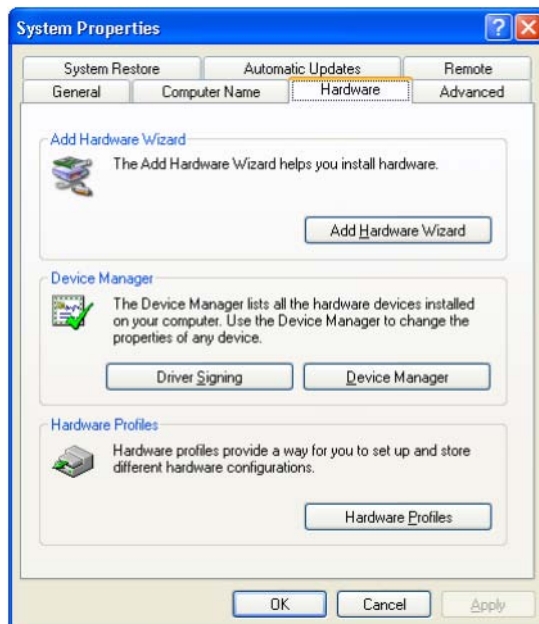 System Properties
System Restore Automatic Updates Remote
General Computer Name Hardware Advanced
Add Hardware Wizard
The Add Hardware Wizard helps you install hardware.
Add Hardware Wizard
Device Manager
The Device Manager lists all the hardware devices installed
on your computer. Use the Device Manager to change the
properties of any device.
Driver Signing Device Manager
Hardware Profiles
Hardware profiles provide a way for you to set up and store
different hardware configurations.
Hardware Profiles
OK Cancel Apply